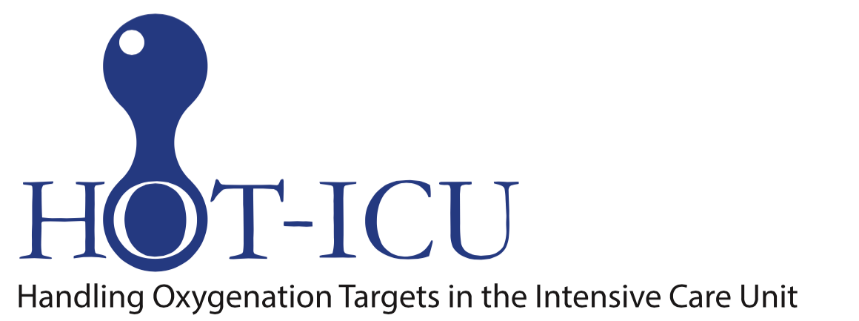 HOT-ICU
Handling Oxygenation Targets in the Intensive Care Unit